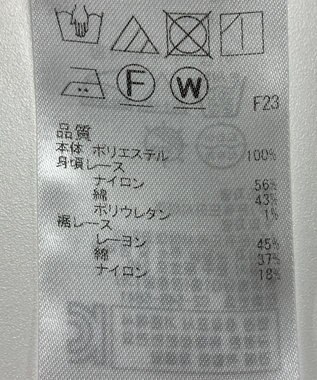 F W
F23
品質
本体 ポリエステル 100%
身頃レース
ナイロン 56%
綿 43%
ポリウレタン 1%
裾レース
レーヨン 45%
綿 37%
ナイロン 18%